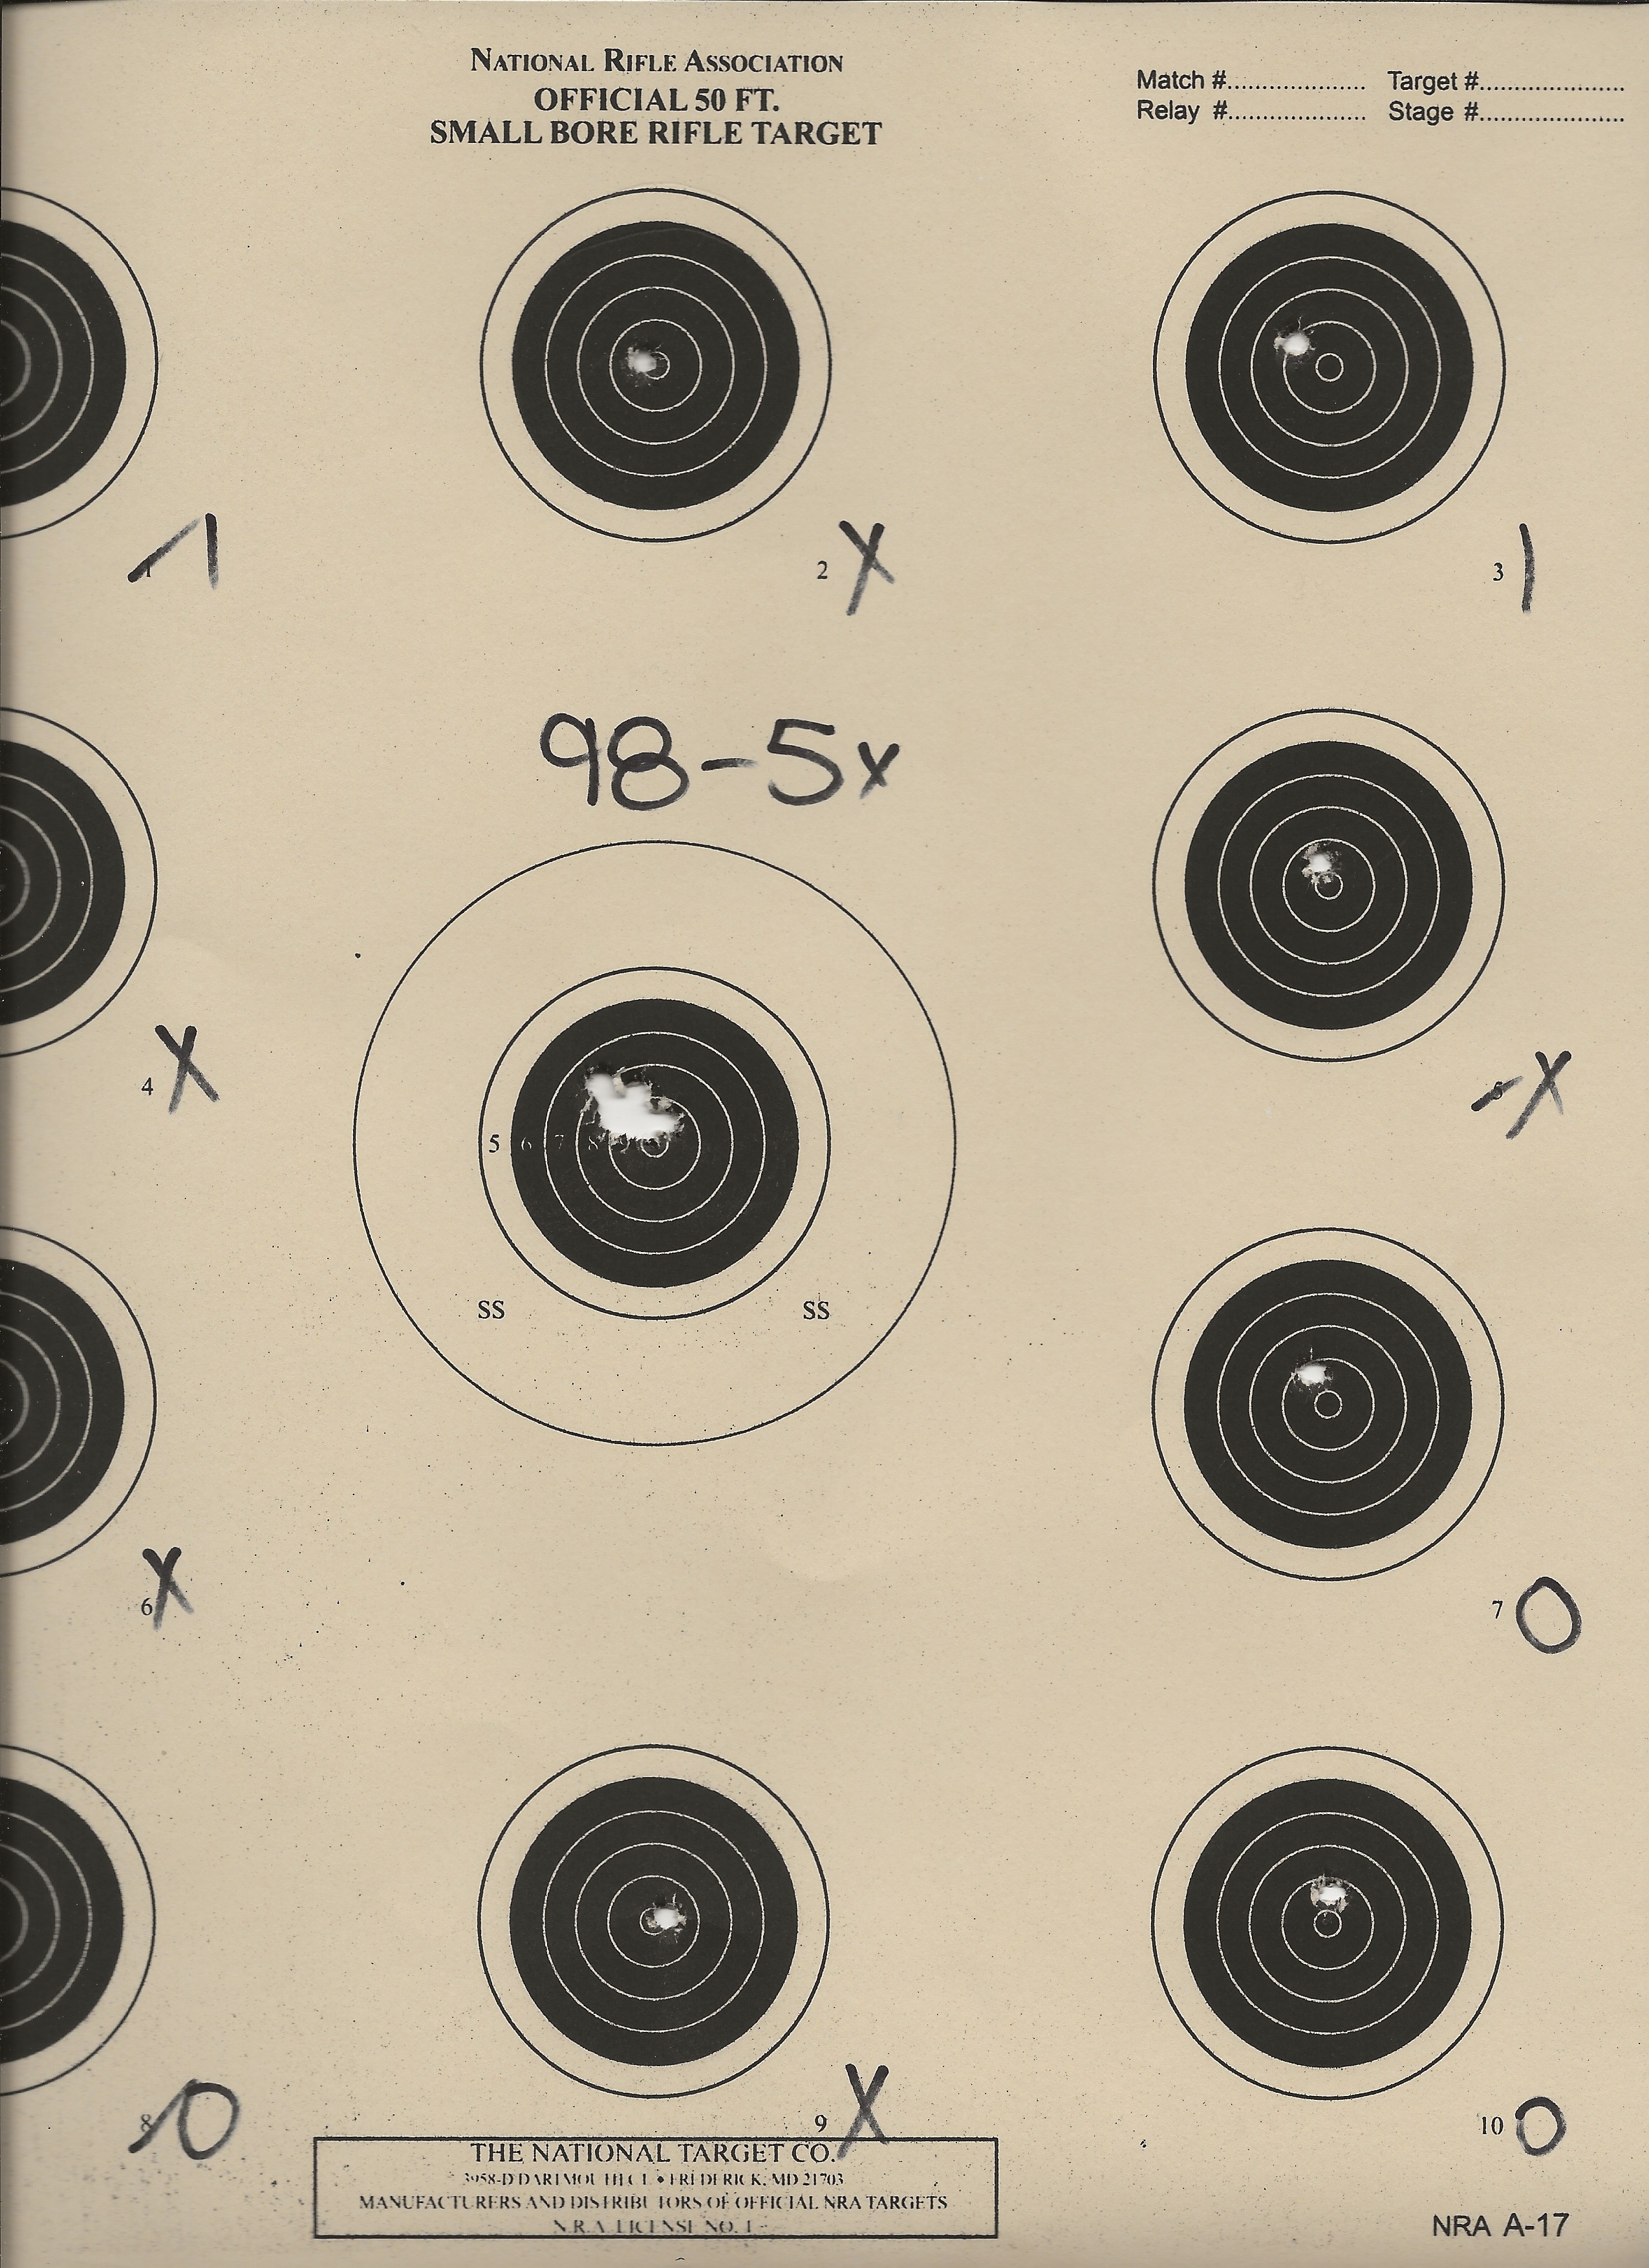 NATIONAL RIFLE ASSOCIATION
OFFICIAL 50 FT.
SMALL BORE RIFLE TARGET
Match #.................... Target #.....................
Relay #.................... Stage #.....................
1 1
2 X
3 1
98-5x
4 X
5 X
5 6 7 8 9
SS SS
6 X
7 0
8 0
9 X
10 0
THE NATIONAL TARGET CO.
3958-D DARTMOUTH CT. • FREDERICK, MD 21703
MANUFACTURERS AND DISTRIBUTORS OF OFFICIAL NRA TARGETS
N.R.A. LICENSE NO. 1
NRA A-17